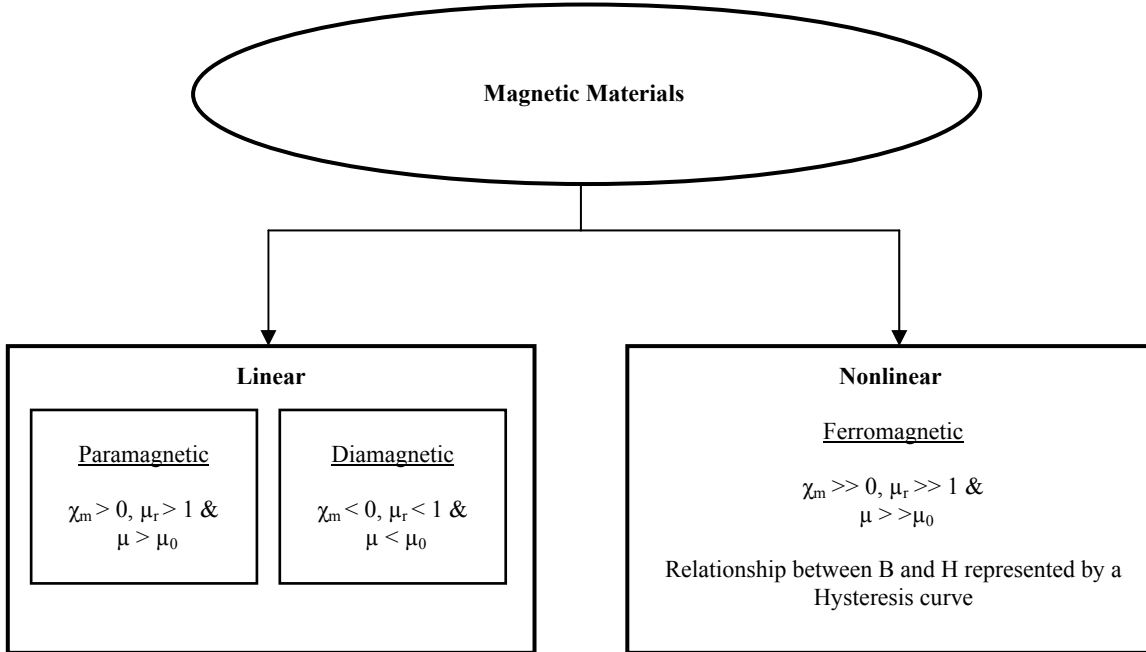 Magnetic Materials
Linear
Paramagnetic
χₘ > 0, µᵣ > 1 &
µ > µ₀
Diamagnetic
χₘ < 0, µᵣ < 1 &
µ < µ₀
Nonlinear
Ferromagnetic
χₘ >> 0, µᵣ >> 1 &
µ > >µ₀
Relationship between B and H represented by a
Hysteresis curve